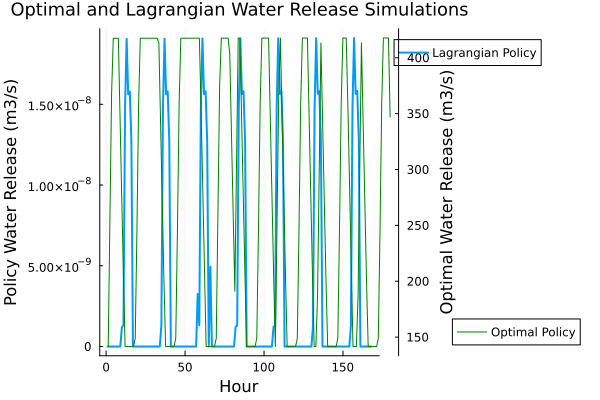 Optimal and Lagrangian Water Release Simulations
Policy Water Release (m3/s)
1.50×10⁻⁸
1.00×10⁻⁸
5.00×10⁻⁹
0
0 50 100 150
Hour
400
350
300
250
200
150
Optimal Water Release (m3/s)
Lagrangian Policy
Optimal Policy